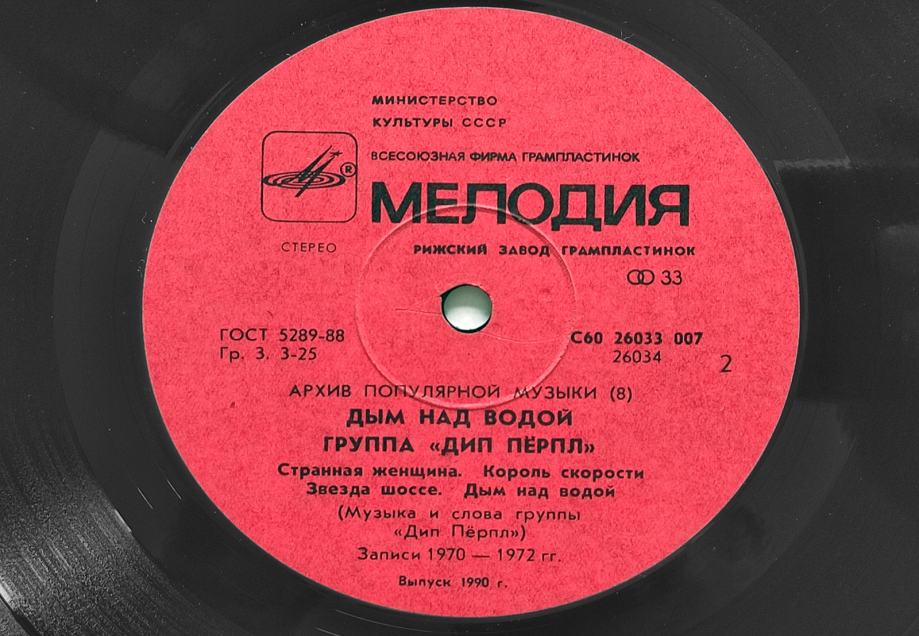 МИНИСТЕРСТВО
КУЛЬТУРЫ СССР
ВСЕСОЮЗНАЯ ФИРМА ГРАМПЛАСТИНОК
®
МЕЛОДИЯ
СТЕРЕО
РИЖСКИЙ ЗАВОД ГРАМПЛАСТИНОК
33
ГОСТ 5289-88
Гр. 3. 3-25
С60 26033 007
26034
2
АРХИВ ПОПУЛЯРНОЙ МУЗЫКИ (8)
ДЫМ НАД ВОДОЙ
ГРУППА «ДИП ПЁРПЛ»
Странная женщина. Король скорости
Звезда шоссе. Дым над водой
(Музыка и слова группы
«Дип Пёрпл»)
Записи 1970 — 1972 гг.
Выпуск 1990 г.